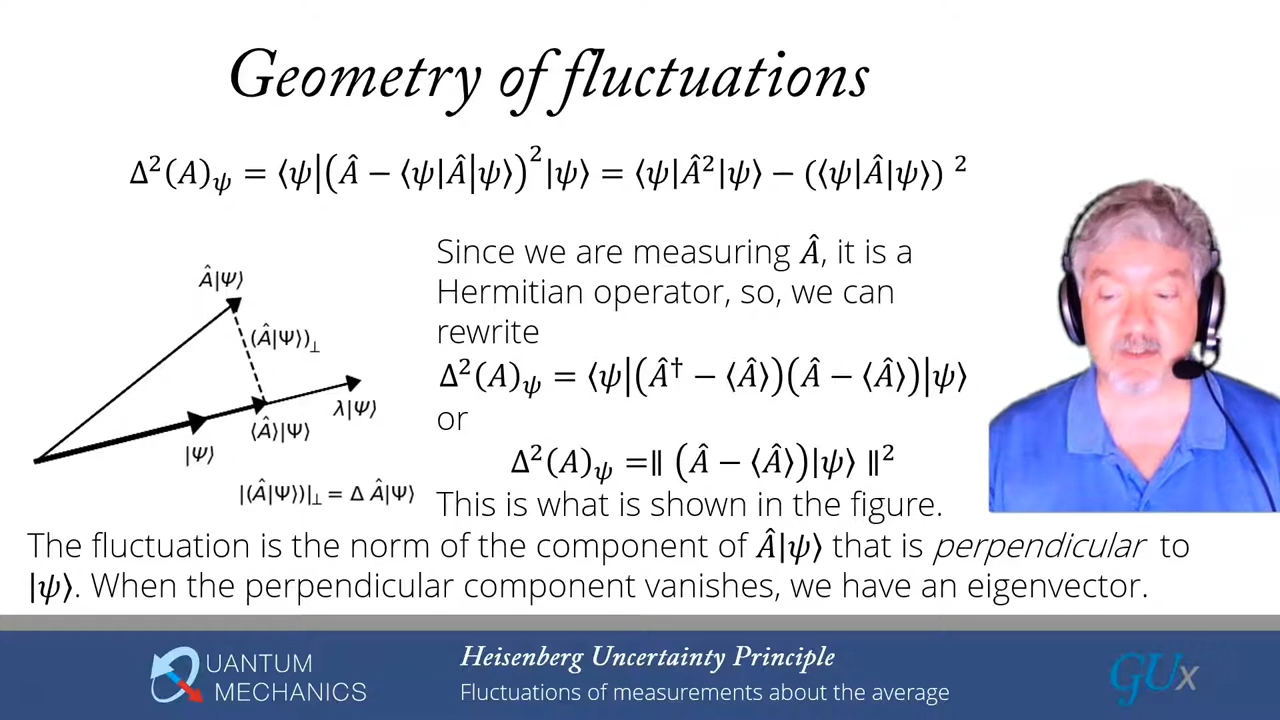 Geometry of fluctuations
Δ²(A)_ψ = ⟨ψ|(Â − ⟨ψ|Â|ψ⟩)²|ψ⟩ = ⟨ψ|Â²|ψ⟩ − (⟨ψ|Â|ψ⟩) ²
Â|Ψ⟩
(Â|Ψ⟩)⊥
λ|Ψ⟩
⟨Â⟩|Ψ⟩
|Ψ⟩
|(Â|Ψ⟩)|⊥ = Δ Â|Ψ⟩
Since we are measuring Â, it is a
Hermitian operator, so, we can
rewrite
Δ²(A)_ψ = ⟨ψ|(Â† − ⟨Â⟩)(Â − ⟨Â⟩)|ψ⟩
or
Δ²(A)_ψ =∥ (Â − ⟨Â⟩)|ψ⟩ ∥²
This is what is shown in the figure.
The fluctuation is the norm of the component of Â|ψ⟩ that is perpendicular to
|ψ⟩. When the perpendicular component vanishes, we have an eigenvector.
QUANTUM
MECHANICS
Heisenberg Uncertainty Principle
Fluctuations of measurements about the average
GUx